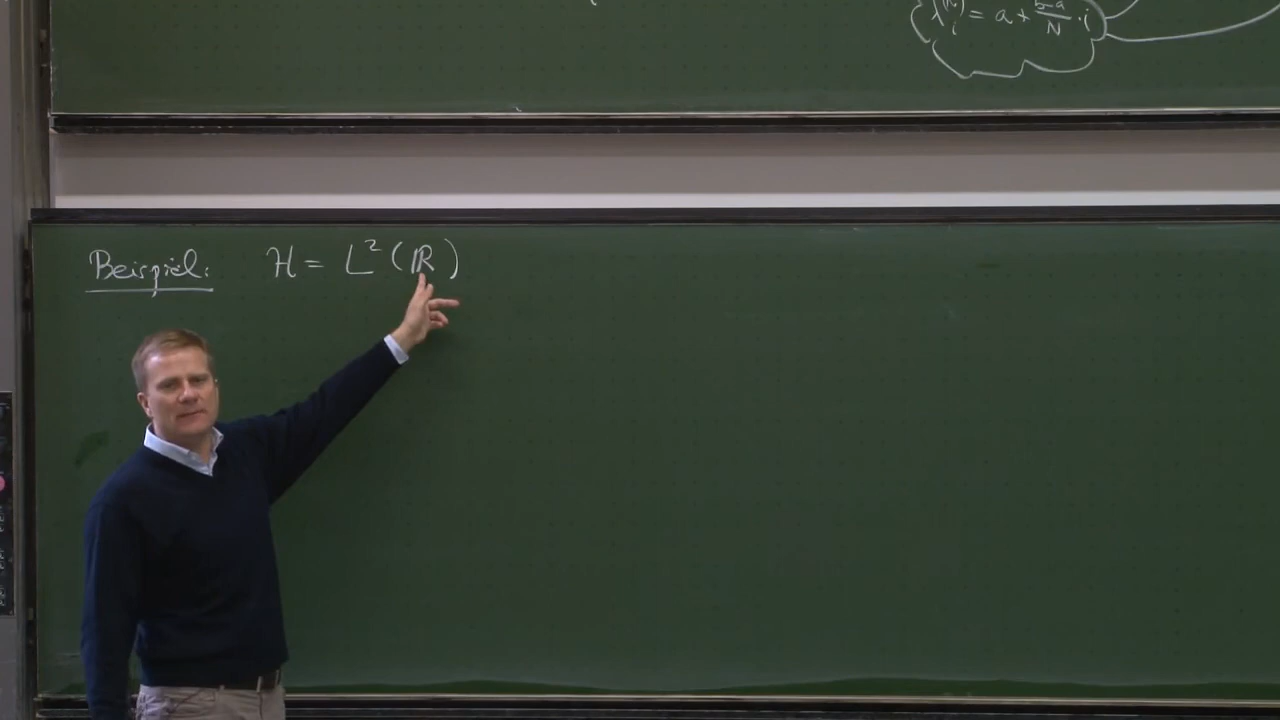 λ_i^(N) = a + (b-a)/N · i
Beispiel: H = L²(ℝ)